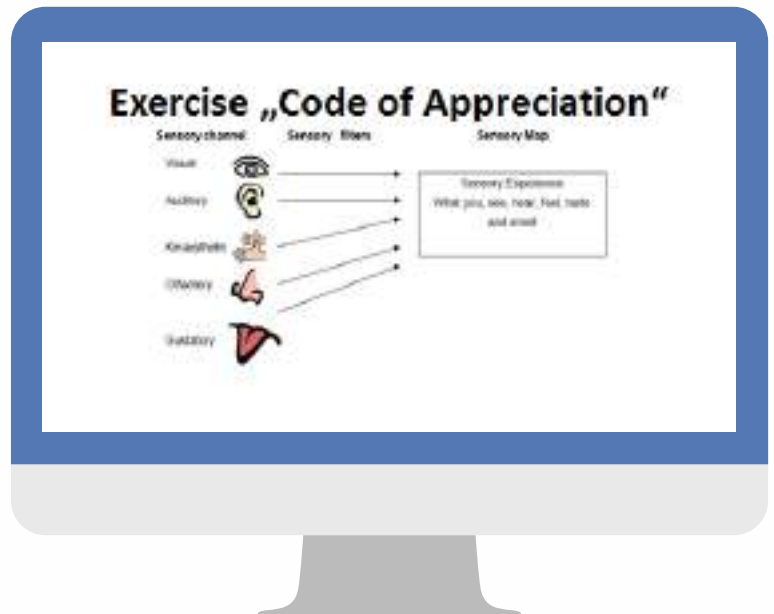 Exercise „Code of Appreciation“
Sensory channel Sensory filters Sensory Map
Visual
Auditory
Kinaesthetic
Olfactory
Gustatory
Sensory Experience
What you, see, hear, feel, taste
and smell